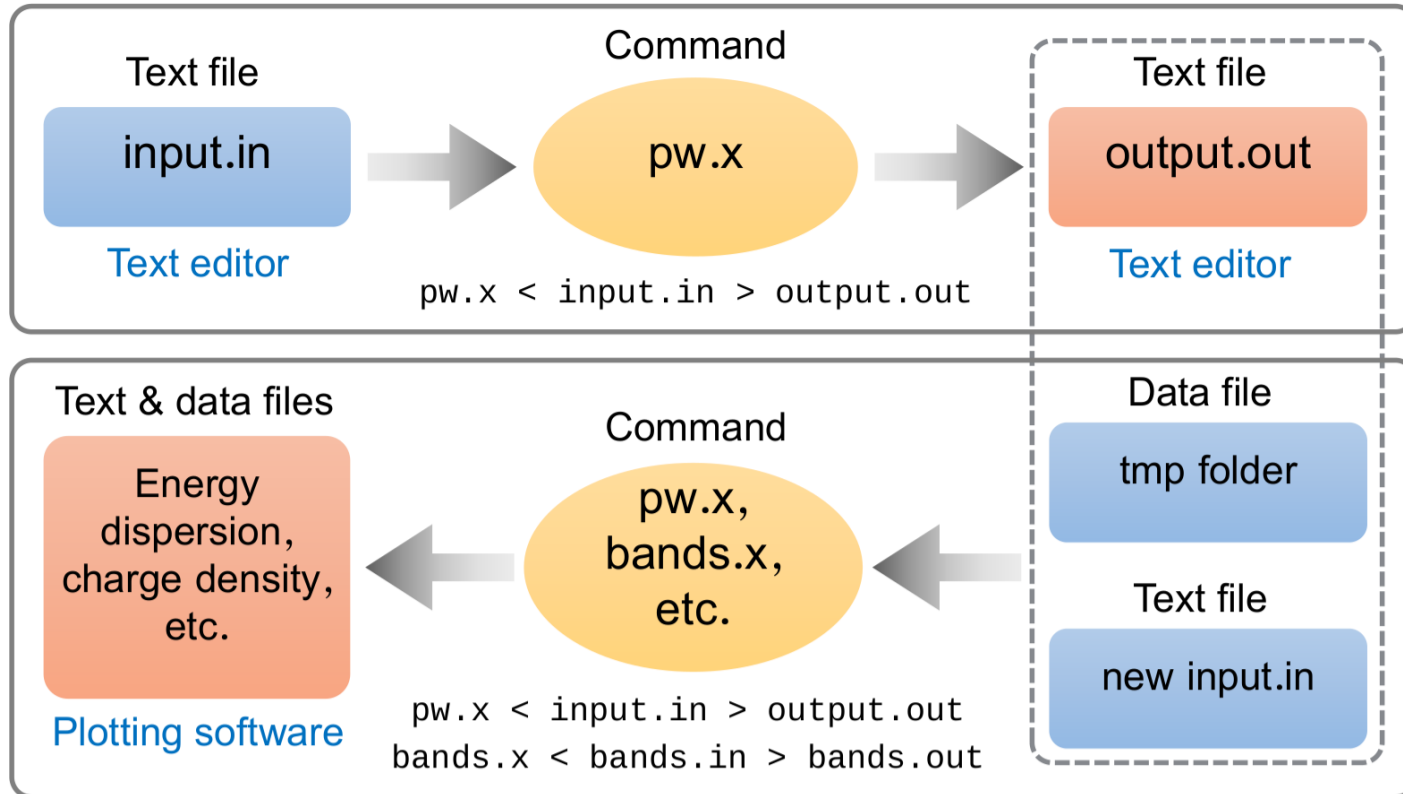 Text file
input.in
Text editor
Command
pw.x
pw.x < input.in > output.out
Text file
output.out
Text editor
Text & data files
Energy
dispersion,
charge density,
etc.
Plotting software
Command
pw.x,
bands.x,
etc.
pw.x < input.in > output.out
bands.x < bands.in > bands.out
Data file
tmp folder
Text file
new input.in